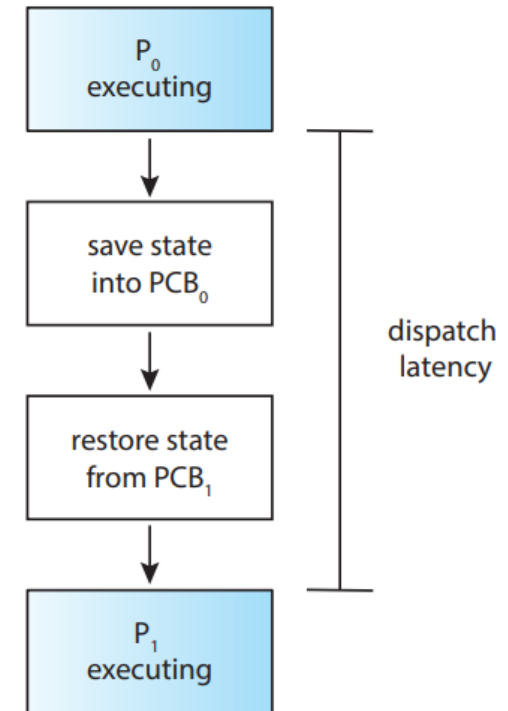 P₀
executing
save state
into PCB₀
dispatch
latency
restore state
from PCB₁
P₁
executing